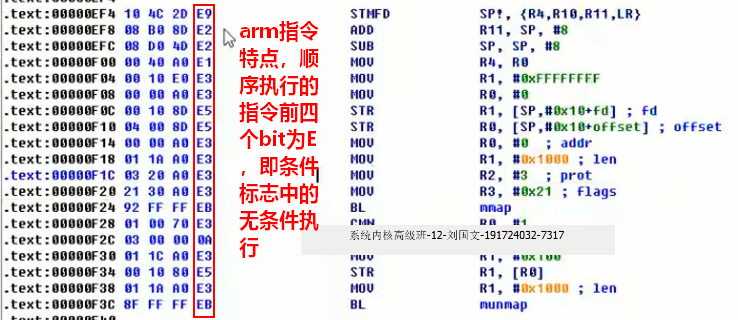 .text:00000EF4 10 4C 2D E9 STMFD SP!, {R4,R10,R11,LR}
.text:00000EF8 08 B0 8D E2 ADD R11, SP, #8
.text:00000EFC 08 D0 4D E2 SUB SP, SP, #8
.text:00000F00 00 40 A0 E1 MOV R4, R0
.text:00000F04 00 10 E0 E3 MOV R1, #0xFFFFFFFF
.text:00000F08 00 00 A0 E3 MOV R0, #0
.text:00000F0C 00 10 8D E5 STR R1, [SP,#0x10+fd] ; fd
.text:00000F10 04 00 8D E5 STR R0, [SP,#0x10+offset] ; offset
.text:00000F14 00 00 A0 E3 MOV R0, #0 ; addr
.text:00000F18 01 1A A0 E3 MOV R1, #0x1000 ; len
.text:00000F1C 03 20 A0 E3 MOV R2, #3 ; prot
.text:00000F20 21 30 A0 E3 MOV R3, #0x21 ; flags
.text:00000F24 92 FF FF EB BL mmap
.text:00000F28 01 00 70 E3 CMN R0, #1
.text:00000F2C 03 00 00 0A
.text:00000F30 01 1C A0 E3 MOV R1, #0x100
.text:00000F34 00 10 80 E5 STR R1, [R0]
.text:00000F38 01 1A A0 E3 MOV R1, #0x1000 ; len
.text:00000F3C 8F FF FF EB BL munmap
arm指令
特点，顺
序执行的
指令前四
个bit为E
，即条件
标志中的
无条件执
行
系统内核高级班-12-刘国文-191724032-7317